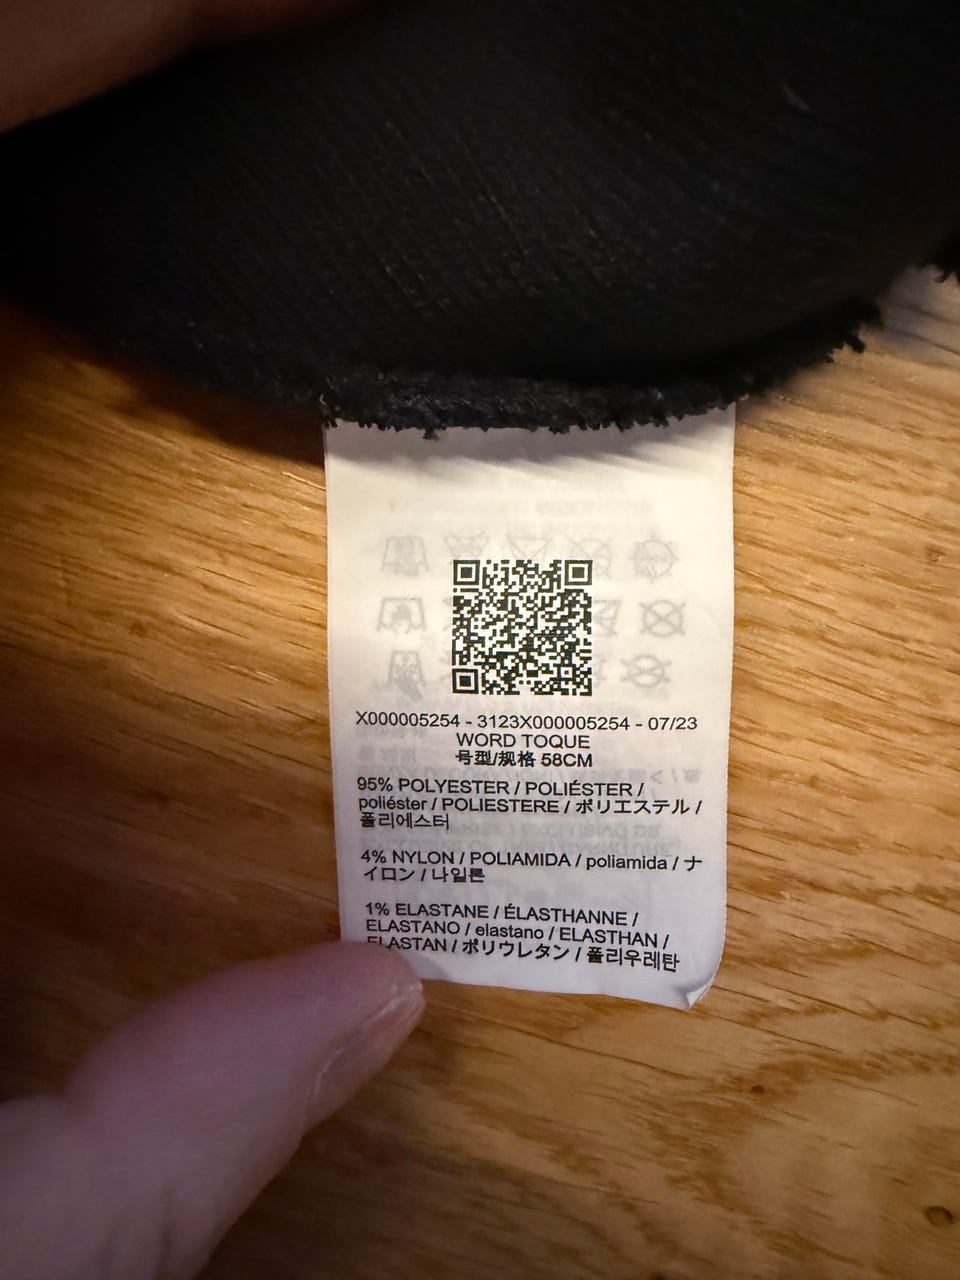 X000005254 - 3123X000005254 - 07/23
WORD TOQUE
号型/规格 58CM
95% POLYESTER / POLIÉSTER /
poliéster / POLIESTERE / ポリエステル /
폴리에스터
4% NYLON / POLIAMIDA / poliamida / ナ
イロン / 나일론
1% ELASTANE / ÉLASTHANNE /
ELASTANO / elastano / ELASTHAN /
ELASTAN / ポリウレタン / 폴리우레탄